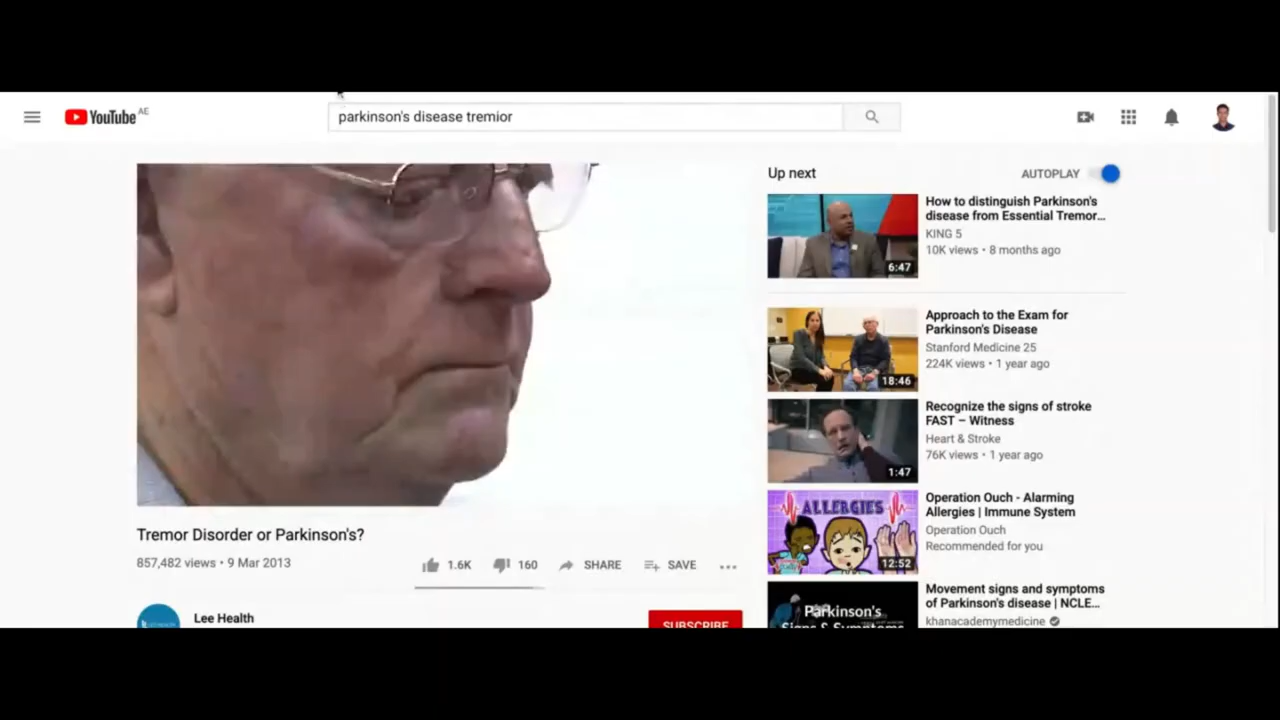 YouTube AE
parkinson's disease tremior
Up next
AUTOPLAY
How to distinguish Parkinson's
disease from Essential Tremor...
KING 5
10K views • 8 months ago
6:47
Approach to the Exam for
Parkinson's Disease
Stanford Medicine 25
224K views • 1 year ago
18:46
Recognize the signs of stroke
FAST – Witness
Heart & Stroke
76K views • 1 year ago
1:47
Operation Ouch - Alarming
Allergies | Immune System
Operation Ouch
Recommended for you
ALLERGIES
12:52
Movement signs and symptoms
of Parkinson's disease | NCLE...
khanacademymedicine
Parkinson's
Signs & Symptoms
Tremor Disorder or Parkinson's?
857,482 views • 9 Mar 2013
1.6K
160
SHARE
SAVE
Lee Health
SUBSCRIBE